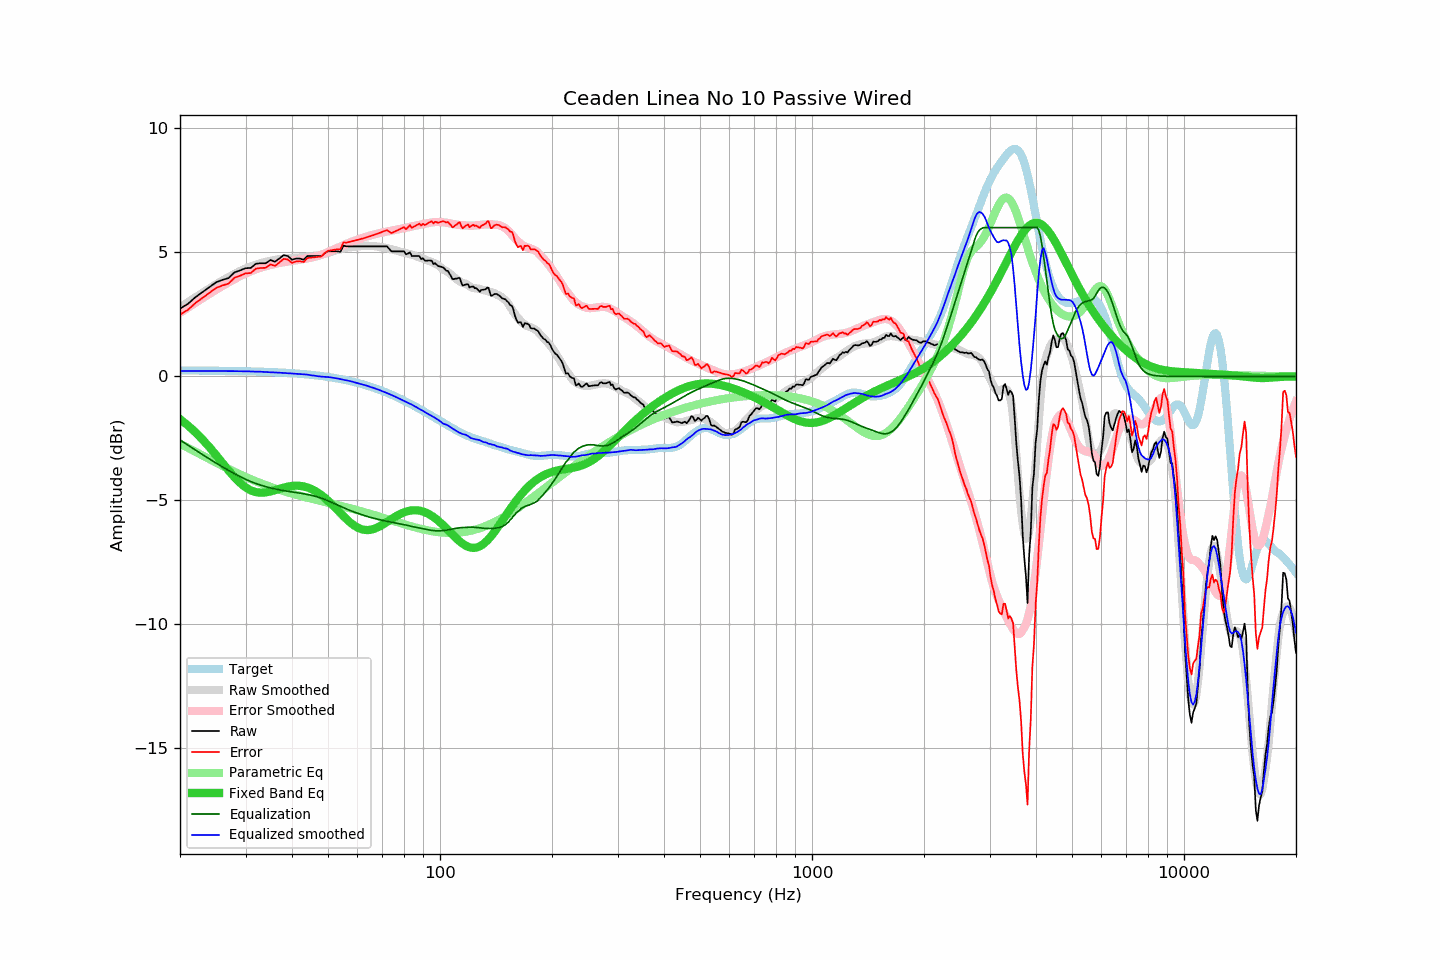 Ceaden Linea No 10 Passive Wired
10
5
0
−5
−10
−15
Amplitude (dBr)
Target
Raw Smoothed
Error Smoothed
Raw
Error
Parametric Eq
Fixed Band Eq
Equalization
Equalized smoothed
100
1000
10000
Frequency (Hz)